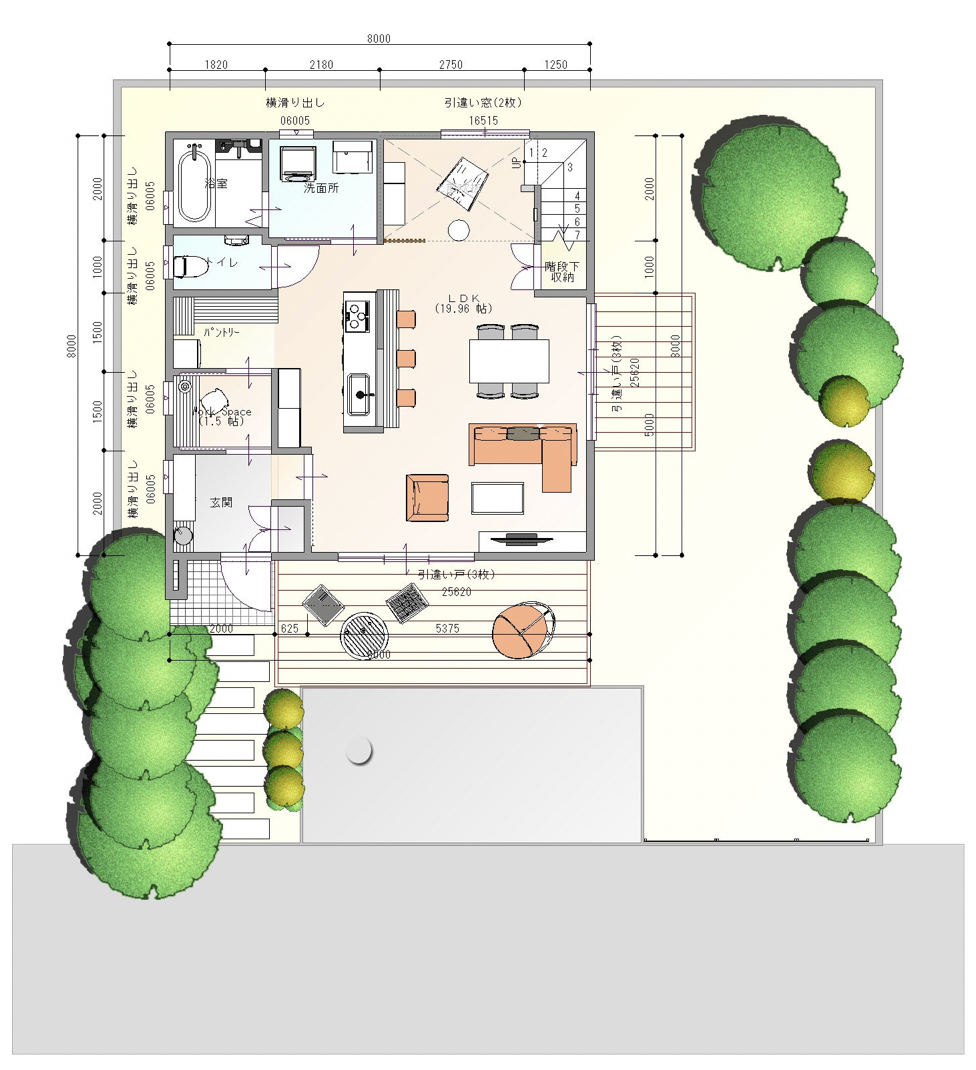 8000
1820 2180 2750 1250
横滑り出し 引違い窓(2枚)
06005 16515
UP 1 2
3
4
5
6
7
浴室 洗面所
横滑り出し 06005
2000 2000
トイレ
横滑り出し 06005
1000 1000
階段下
収納
LDK
(19.96 帖)
パントリー
1500
8000 8000
引違い戸(3枚)
25620
5000
Work Space
(1.5 帖)
横滑り出し 06005
1500
玄関
横滑り出し 06005
2000
引違い戸(3枚)
25620
2000 625 5375
8000